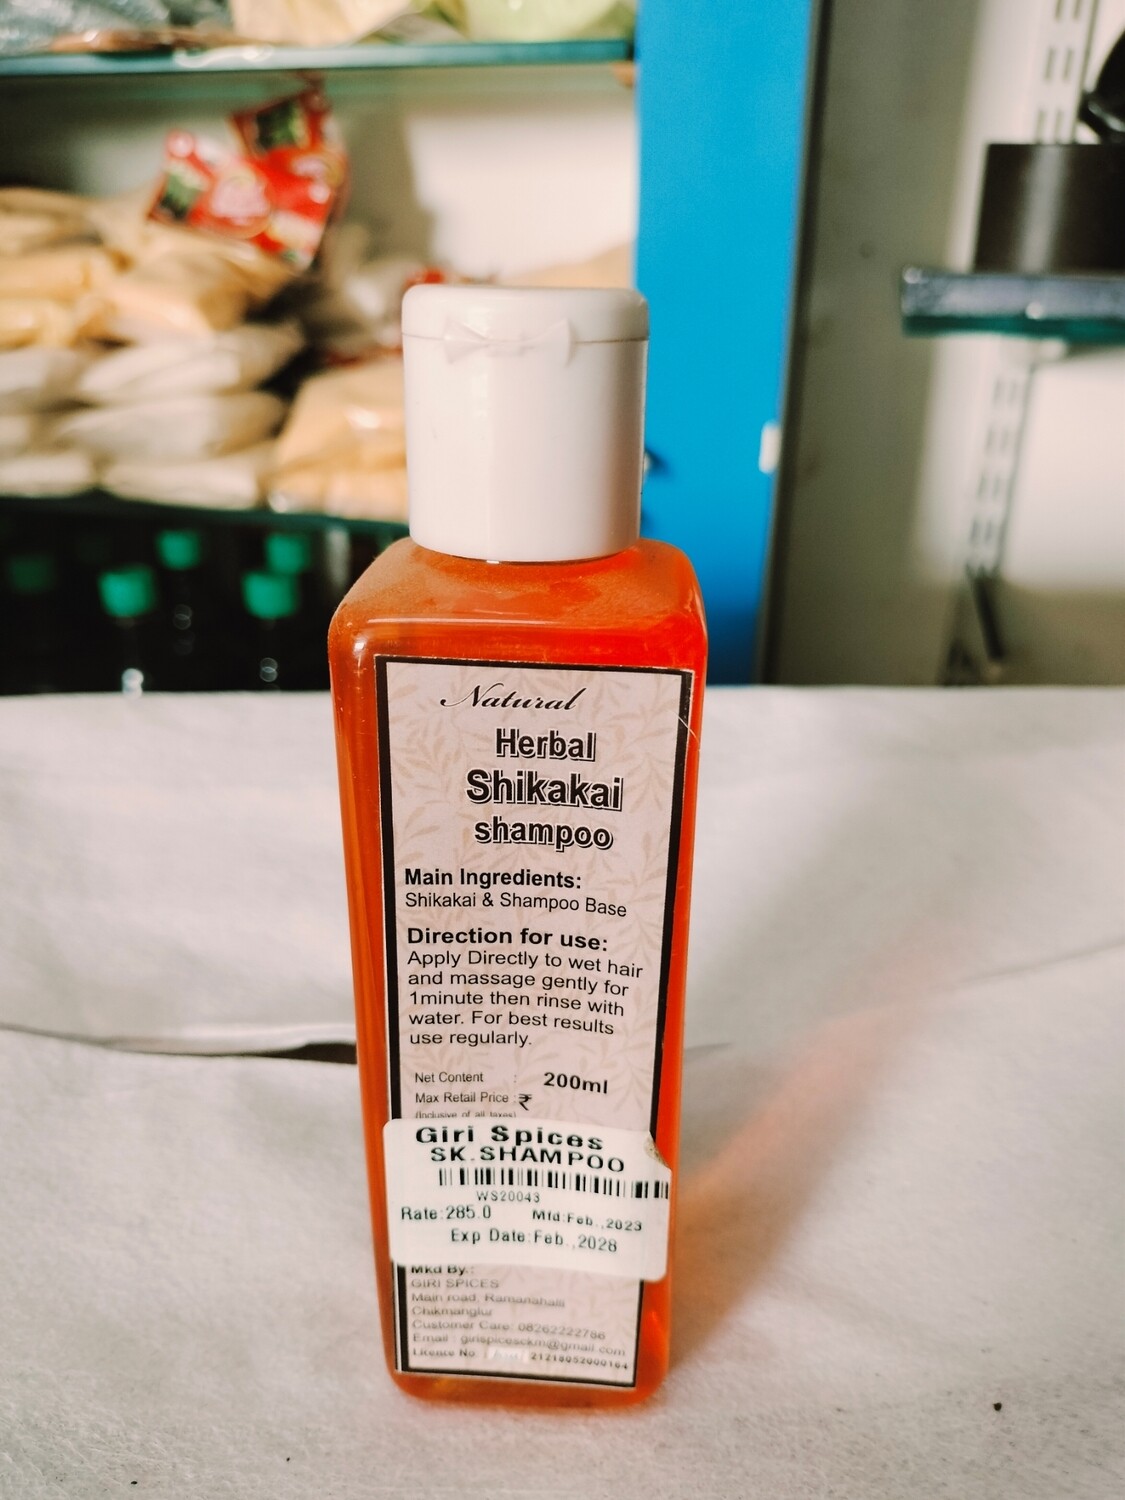 Natural
Herbal
Shikakai
shampoo
Main Ingredients:
Shikakai & Shampoo Base
Direction for use:
Apply Directly to wet hair
and massage gently for
1minute then rinse with
water. For best results
use regularly.
Net Content : 200ml
Max Retail Price : ₹
(Inclusive of all taxes)
Giri Spices
SK.SHAMPOO
WS20043
Rate:285.0 Mfd:Feb.,2023
Exp Date:Feb.,2028
Mkd By.:
GIRI SPICES
Main road, Ramanahalli
Chikmanglur
Customer Care: 08262222786
Email : girispicesckm@gmail.com
Licence No. 21218052000164